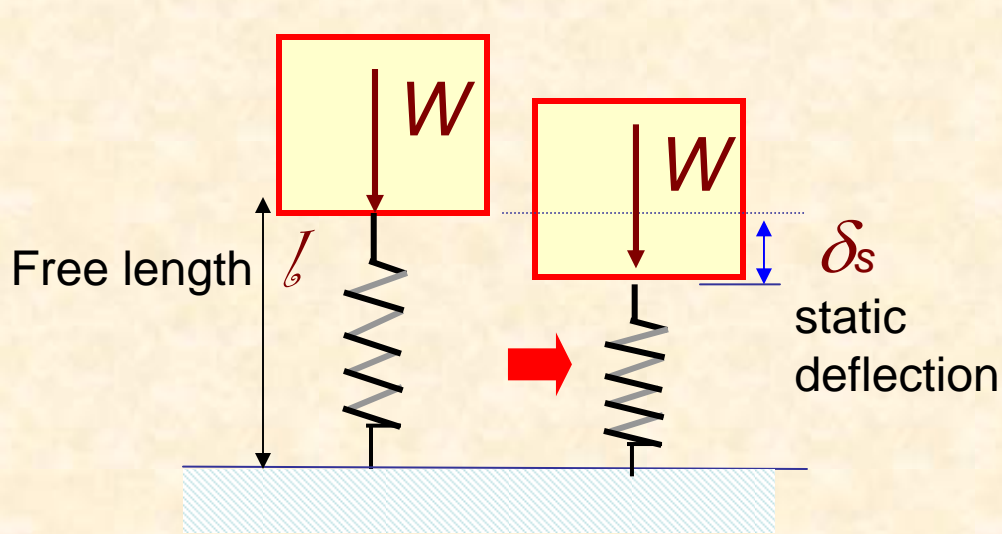 W
W
Free length l
δs
static
deflection